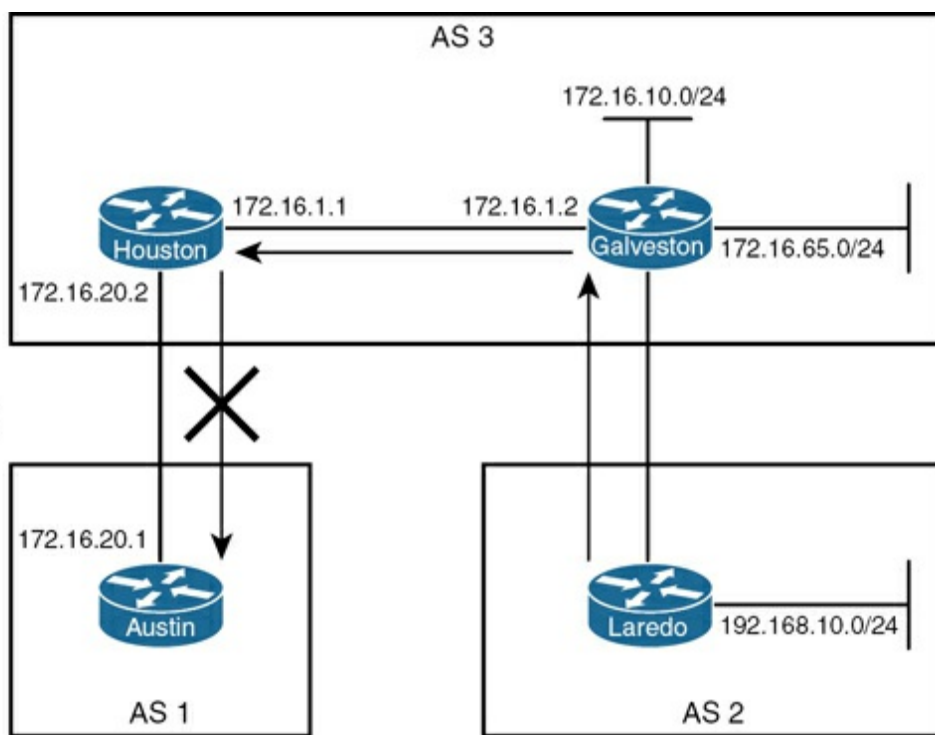 AS 3
172.16.10.0/24
172.16.1.1
172.16.1.2
Houston
Galveston
172.16.65.0/24
172.16.20.2
172.16.20.1
Austin
Laredo
192.168.10.0/24
AS 1
AS 2